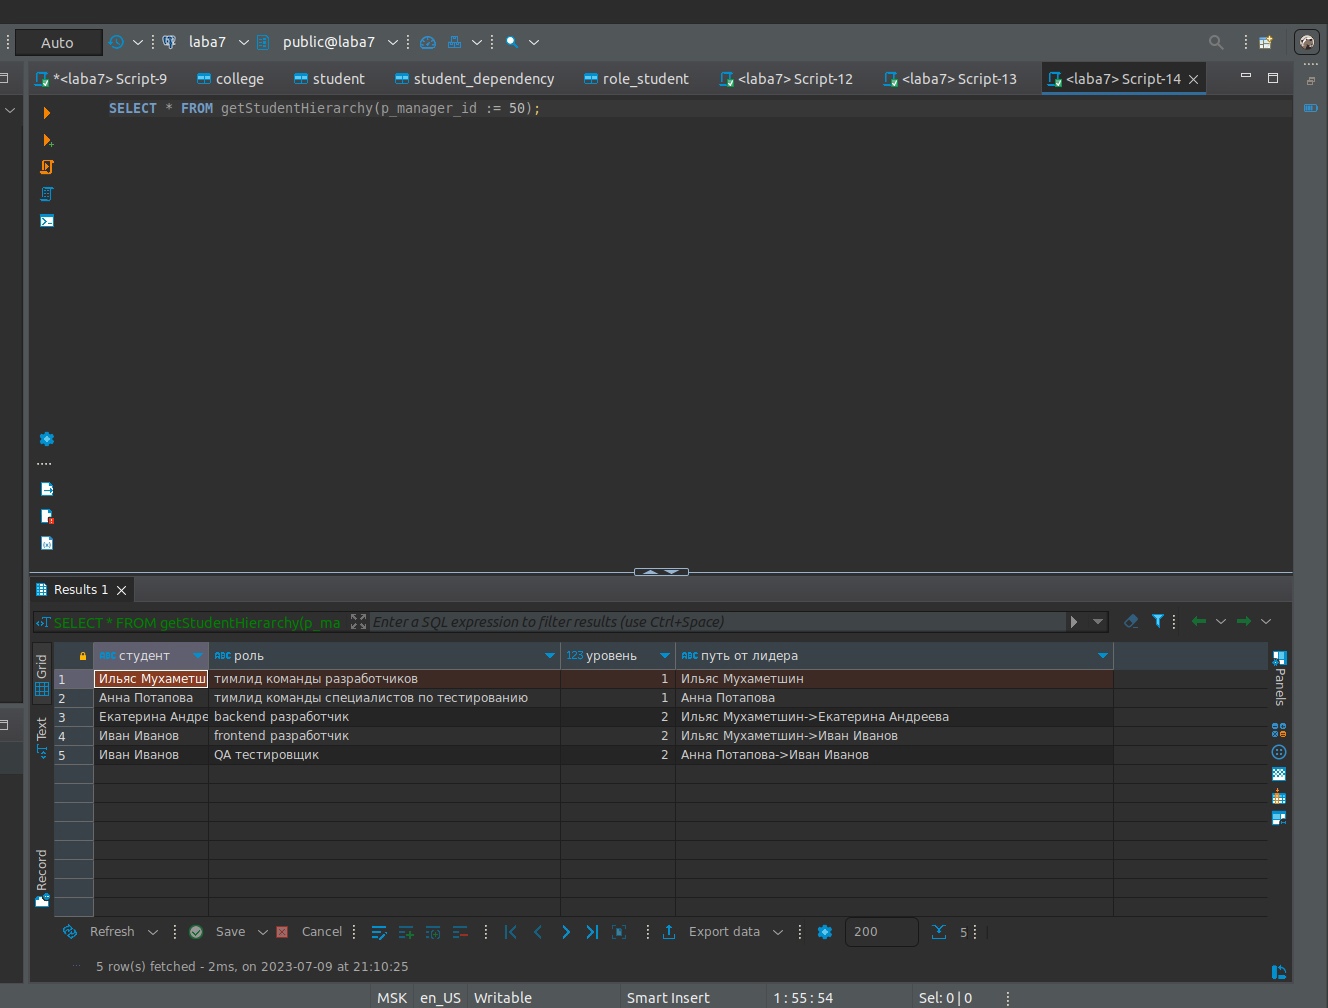 Auto laba7 public@laba7
*<laba7> Script-9 college student student_dependency role_student <laba7> Script-12 <laba7> Script-13 <laba7> Script-14
SELECT * FROM getStudentHierarchy(p_manager_id := 50);
Results 1
SELECT * FROM getStudentHierarchy(p_ma Enter a SQL expression to filter results (use Ctrl+Space)
Grid
Text
Record
ABC студент ABC роль 123 уровень ABC путь от лидера
1 Ильяс Мухаметш тимлид команды разработчиков 1 Ильяс Мухаметшин
2 Анна Потапова тимлид команды специалистов по тестированию 1 Анна Потапова
3 Екатерина Андре backend разработчик 2 Ильяс Мухаметшин->Екатерина Андреева
4 Иван Иванов frontend разработчик 2 Ильяс Мухаметшин->Иван Иванов
5 Иван Иванов QA тестировщик 2 Анна Потапова->Иван Иванов
Panels
Refresh Save Cancel Export data 200 5
5 row(s) fetched - 2ms, on 2023-07-09 at 21:10:25
MSK en_US Writable Smart Insert 1 : 55 : 54 Sel: 0 | 0